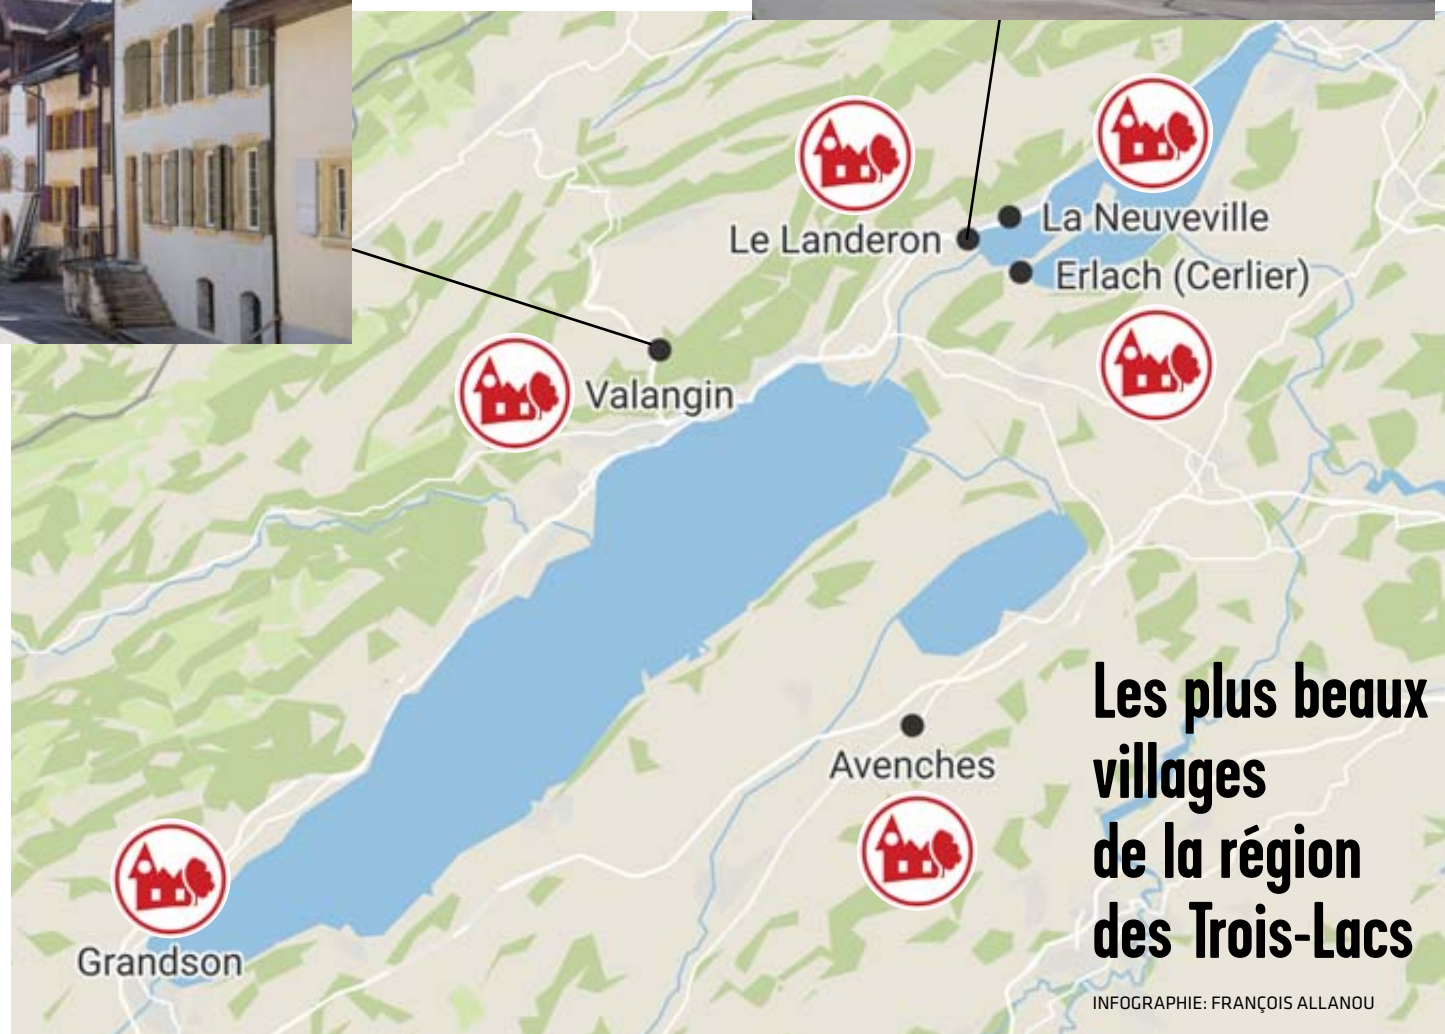 La Neuveville
Le Landeron
Erlach (Cerlier)
Valangin
Avenches
Grandson
Les plus beaux
villages
de la région
des Trois-Lacs
INFOGRAPHIE: FRANÇOIS ALLANOU